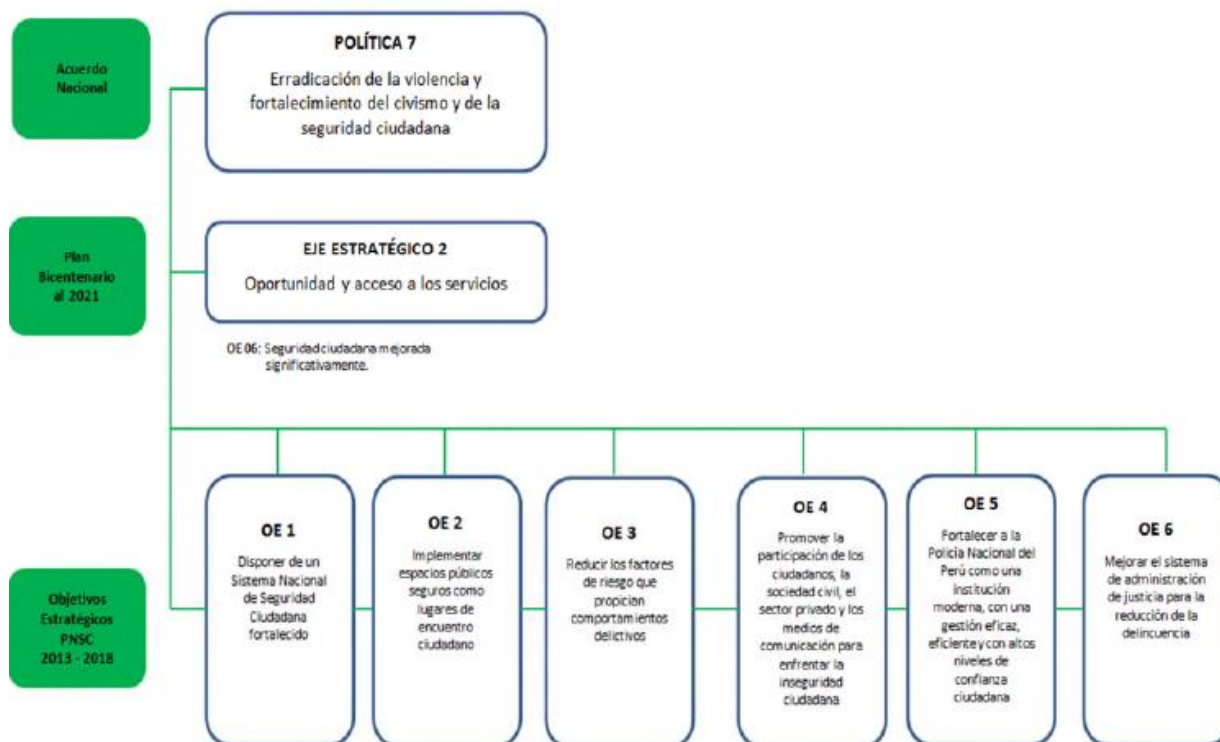 Acuerdo
Nacional
POLÍTICA 7
Erradicación de la violencia y
fortalecimiento del civismo y de la
seguridad ciudadana
Plan
Bicentenario
al 2021
EJE ESTRATÉGICO 2
Oportunidad y acceso a los servicios
OE 06: Seguridad ciudadana mejorada
significativamente.
Objetivos
Estratégicos
PNSC
2013 - 2018
OE 1
Disponer de un
Sistema Nacional
de Seguridad
Ciudadana
fortalecido
OE 2
Implementar
espacios públicos
seguros como
lugares de
encuentro
ciudadano
OE 3
Reducir los factores
de riesgo que
propician
comportamientos
delictivos
OE 4
Promover la
participación de los
ciudadanos, la
sociedad civil, el
sector privado y los
medios de
comunicación para
enfrentar la
inseguridad
ciudadana
OE 5
Fortalecer a la
Policía Nacional del
Perú como una
institución
moderna, con una
gestión eficaz,
eficiente y con altos
niveles de
confianza
ciudadana
OE 6
Mejorar el sistema
de administración
de justicia para la
reducción de la
delincuencia